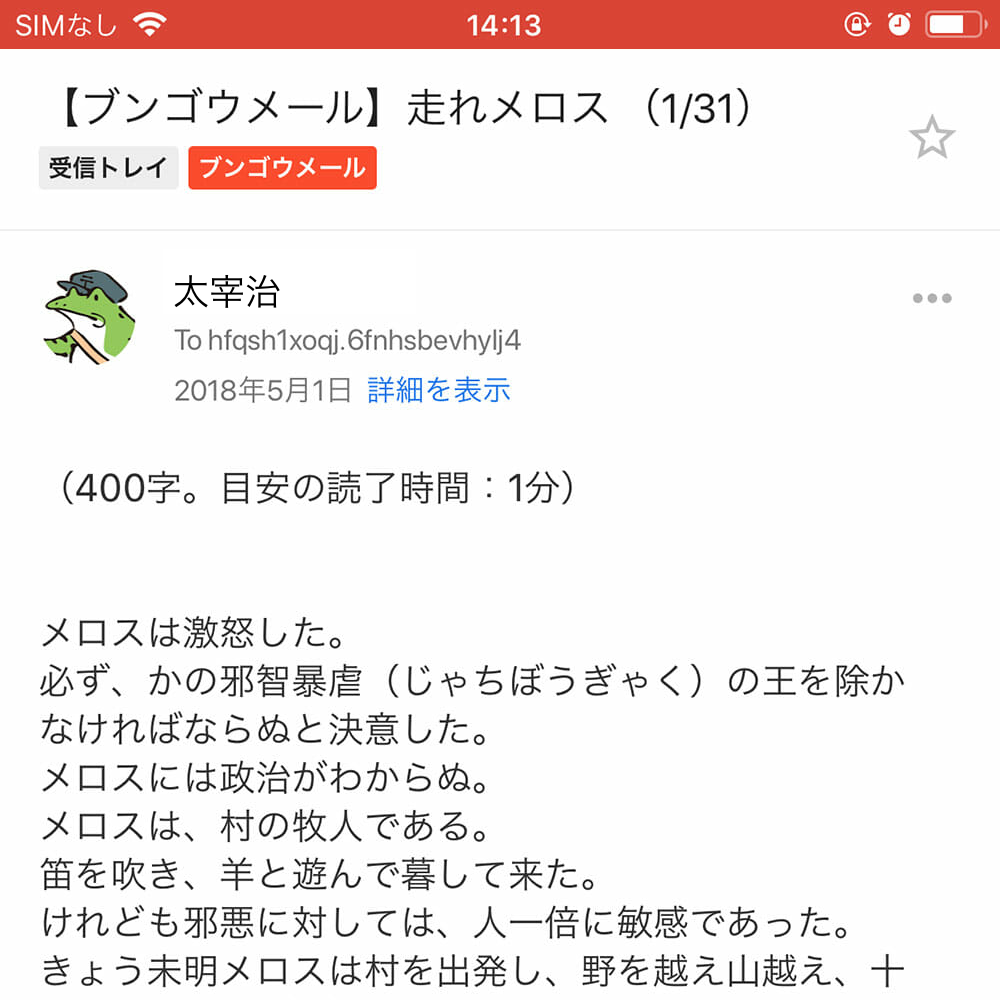 SIMなし 14:13
【ブンゴウメール】走れメロス （1/31）
受信トレイ ブンゴウメール
太宰治
To hfqsh1xoqj.6fnhsbevhylj4
2018年5月1日 詳細を表示
（400字。目安の読了時間：1分）
メロスは激怒した。
必ず、かの邪智暴虐（じゃちぼうぎゃく）の王を除か
なければならぬと決意した。
メロスには政治がわからぬ。
メロスは、村の牧人である。
笛を吹き、羊と遊んで暮して来た。
けれども邪悪に対しては、人一倍に敏感であった。
きょう未明メロスは村を出発し、野を越え山越え、十